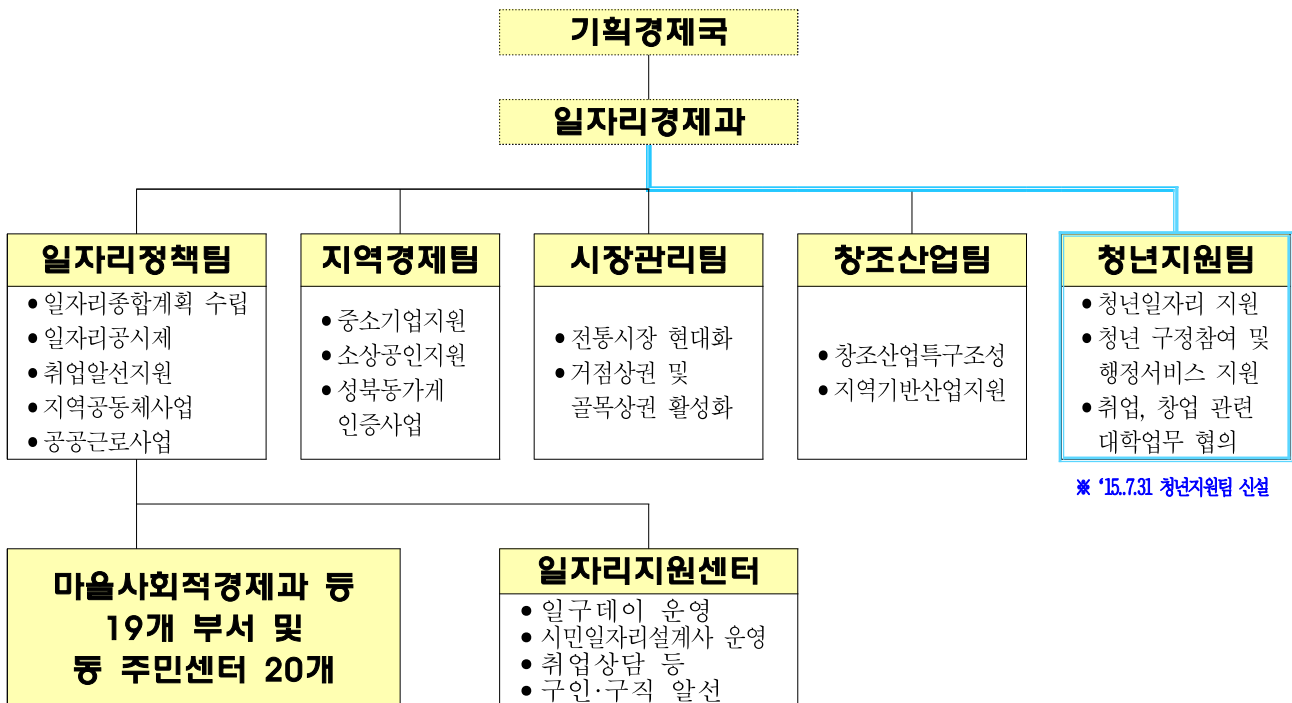 기획경제국
일자리경제과
일자리정책팀
• 일자리종합계획 수립
• 일자리공시제
• 취업알선지원
• 지역공동체사업
• 공공근로사업
지역경제팀
• 중소기업지원
• 소상공인지원
• 성북동가게
인증사업
시장관리팀
• 전통시장 현대화
• 거점상권 및
골목상권 활성화
창조산업팀
• 창조산업특구조성
• 지역기반산업지원
청년지원팀
• 청년일자리 지원
• 청년 구정참여 및
행정서비스 지원
• 취업, 창업 관련
대학업무 협의
※ ‘15..7.31 청년지원팀 신설
마을사회적경제과 등
19개 부서 및
동 주민센터 20개
일자리지원센터
• 일구데이 운영
• 시민일자리설계사 운영
• 취업상담 등
• 구인·구직 알선